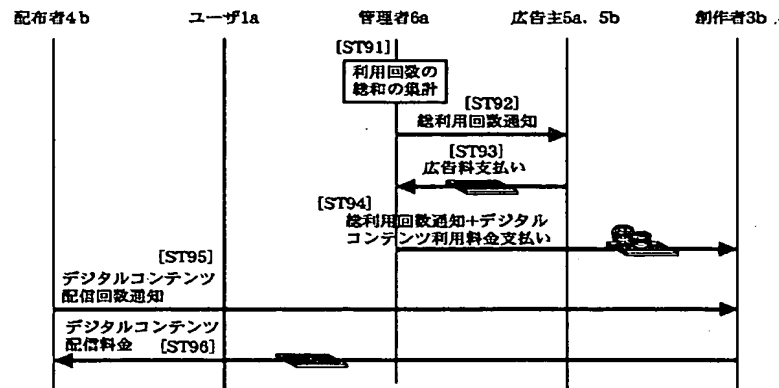 配布者4b ユーザ1a 管理者6a 広告主5a, 5b 創作者3b
[ST91]
利用回数の
総和の集計
[ST92]
総利用回数通知
[ST93]
広告料支払い
[ST94]
総利用回数通知+デジタル
コンテンツ利用料金支払い
[ST95]
デジタルコンテンツ
配信回数通知
デジタルコンテンツ
配信料金 [ST96]